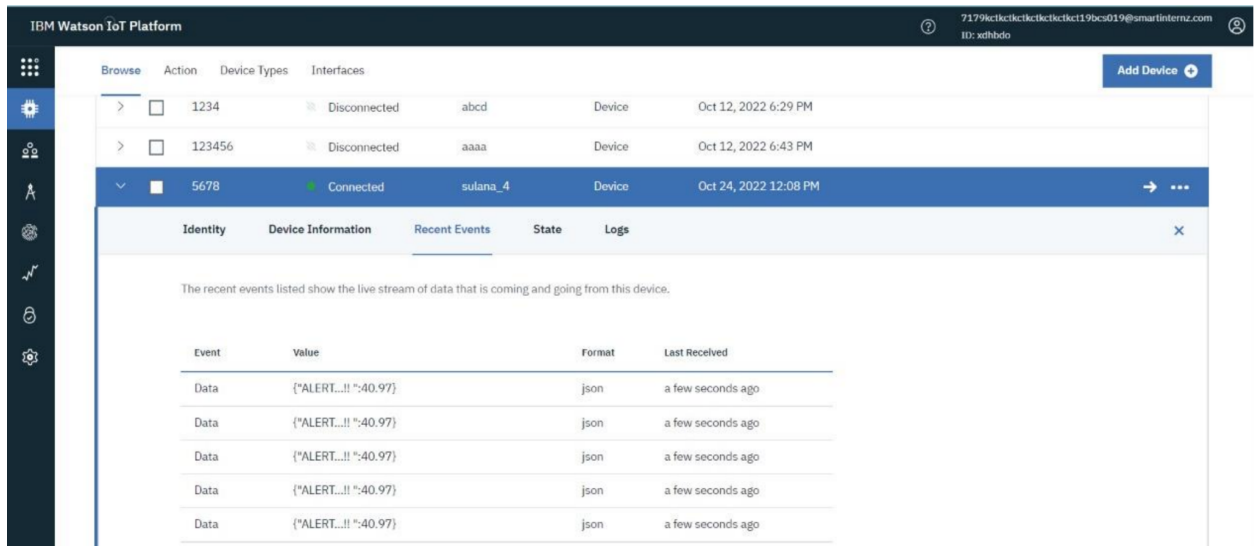 IBM Watson IoT Platform
7179kctkctkctkctkctkctkct19bcs019@smartinternz.com
ID: xdhbdo
Browse Action Device Types Interfaces
Add Device
1234 Disconnected abcd Device Oct 12, 2022 6:29 PM
123456 Disconnected aaaa Device Oct 12, 2022 6:43 PM
5678 Connected sulana_4 Device Oct 24, 2022 12:08 PM
Identity Device Information Recent Events State Logs
The recent events listed show the live stream of data that is coming and going from this device.
Event Value Format Last Received
Data {"ALERT...!! ":40.97} json a few seconds ago
Data {"ALERT...!! ":40.97} json a few seconds ago
Data {"ALERT...!! ":40.97} json a few seconds ago
Data {"ALERT...!! ":40.97} json a few seconds ago
Data {"ALERT...!! ":40.97} json a few seconds ago